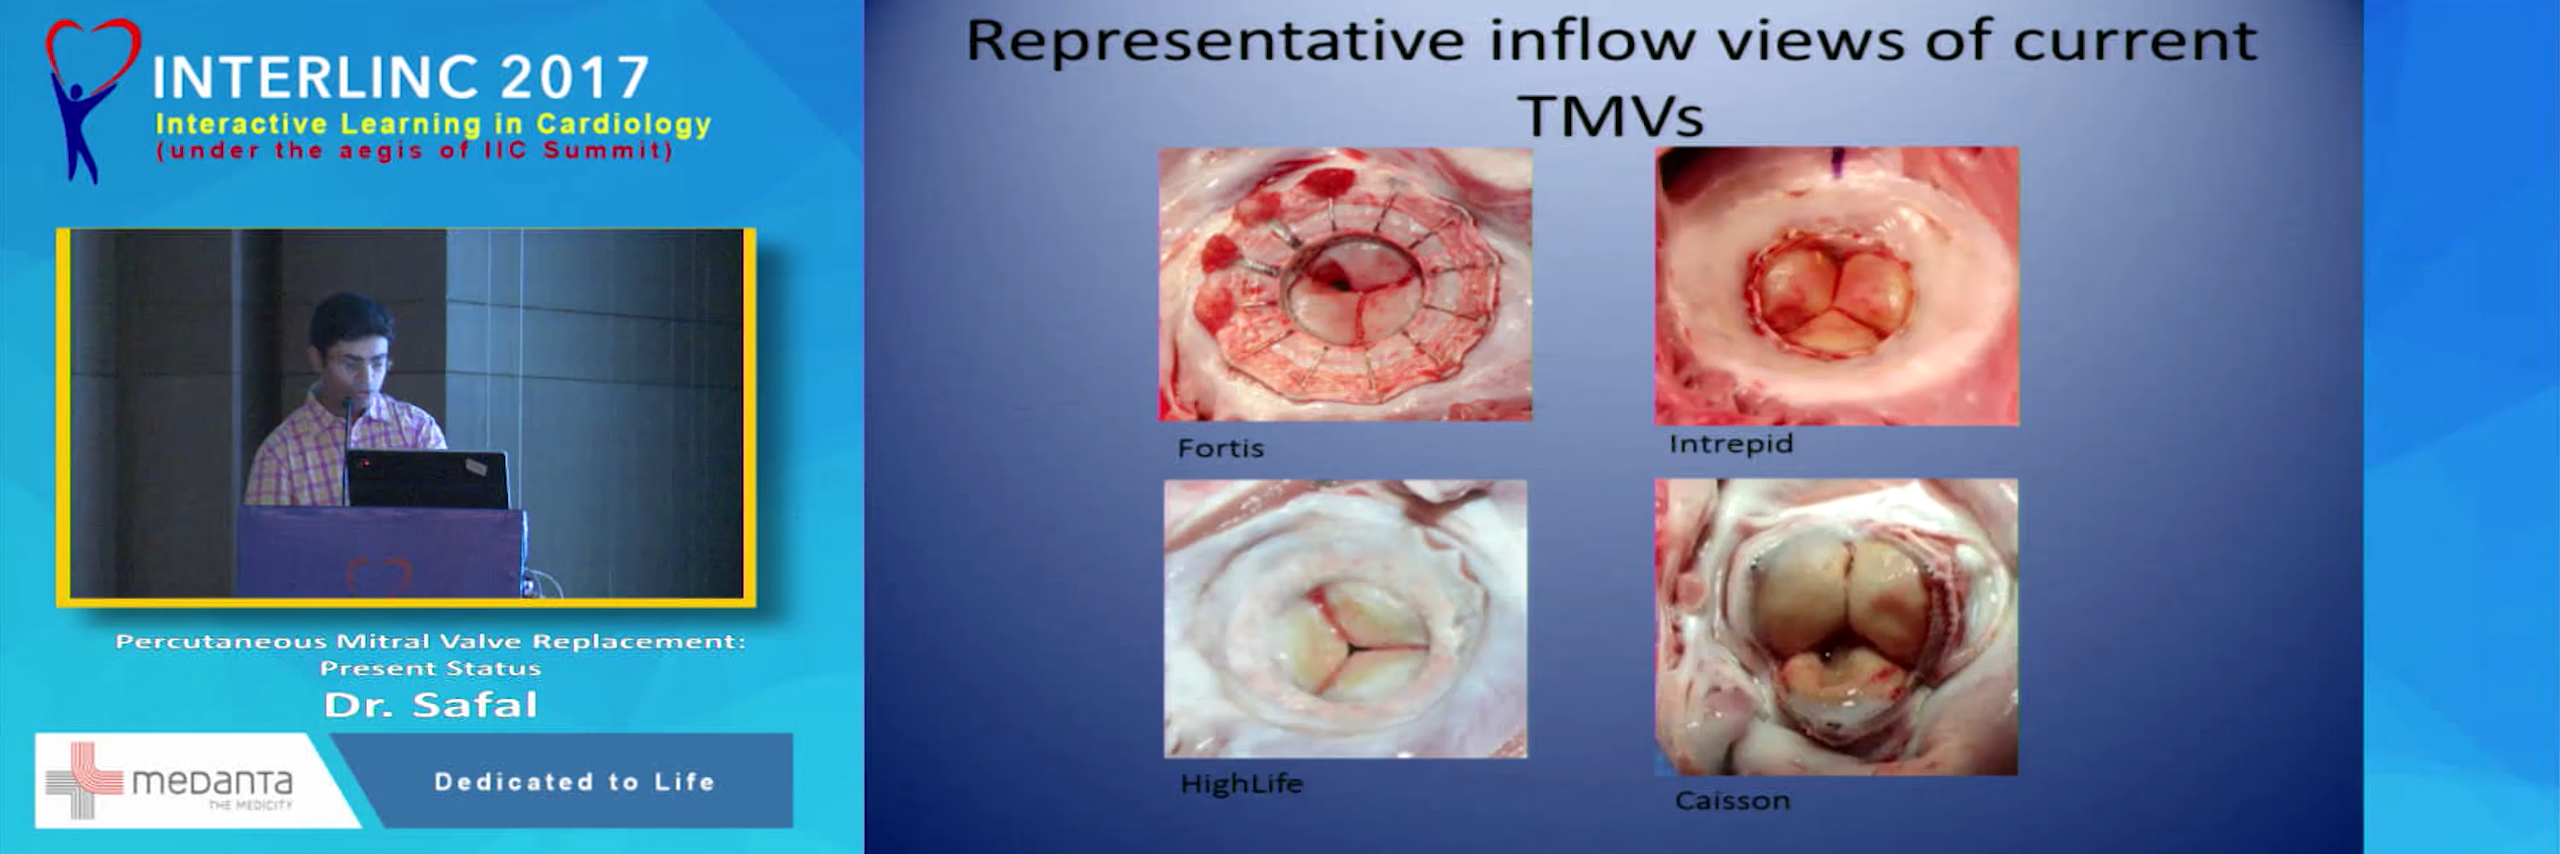 INTERLINC 2017
Interactive Learning in Cardiology
(under the aegis of IIC Summit)
Percutaneous Mitral Valve Replacement:
Present Status
Dr. Safal
medanta
THE MEDICITY
Dedicated to Life
Representative inflow views of current
TMVs
Fortis
Intrepid
HighLife
Caisson